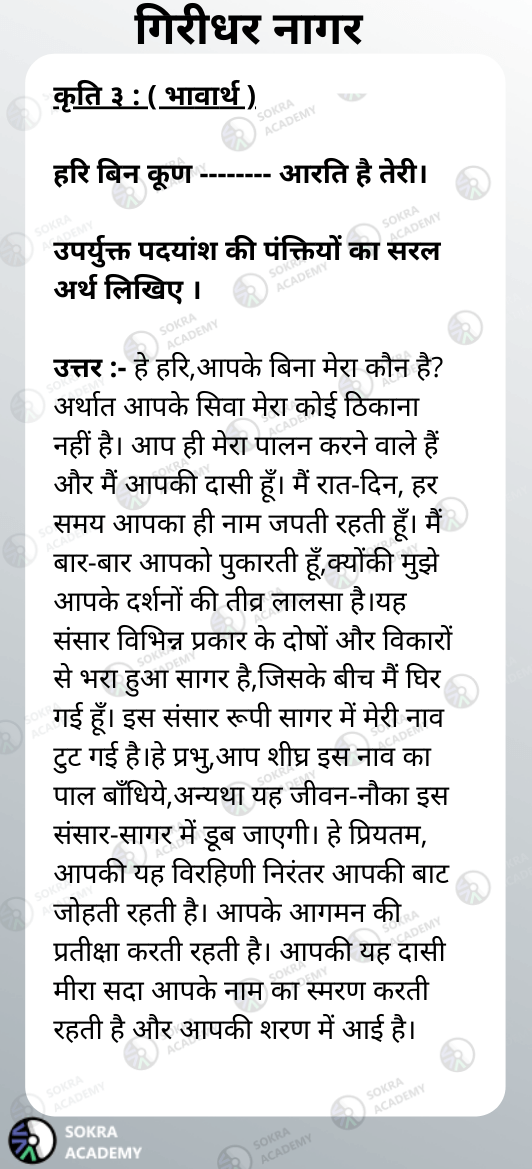 गिरीधर नागर
कृति ३ : ( भावार्थ )
हरि बिन कूण -------- आरति है तेरी।
उपर्युक्त पदयांश की पंक्तियों का सरल
अर्थ लिखिए ।
उत्तर :- हे हरि,आपके बिना मेरा कौन है?
अर्थात आपके सिवा मेरा कोई ठिकाना
नहीं है। आप ही मेरा पालन करने वाले हैं
और मैं आपकी दासी हूँ। मैं रात-दिन, हर
समय आपका ही नाम जपती रहती हूँ। मैं
बार-बार आपको पुकारती हूँ,क्योंकी मुझे
आपके दर्शनों की तीव्र लालसा है।यह
संसार विभिन्न प्रकार के दोषों और विकारों
से भरा हुआ सागर है,जिसके बीच मैं घिर
गई हूँ। इस संसार रूपी सागर में मेरी नाव
टुट गई है।हे प्रभु,आप शीघ्र इस नाव का
पाल बाँधिये,अन्यथा यह जीवन-नौका इस
संसार-सागर में डूब जाएगी। हे प्रियतम,
आपकी यह विरहिणी निरंतर आपकी बाट
जोहती रहती है। आपके आगमन की
प्रतीक्षा करती रहती है। आपकी यह दासी
मीरा सदा आपके नाम का स्मरण करती
रहती है और आपकी शरण में आई है।
SOKRA
ACADEMY